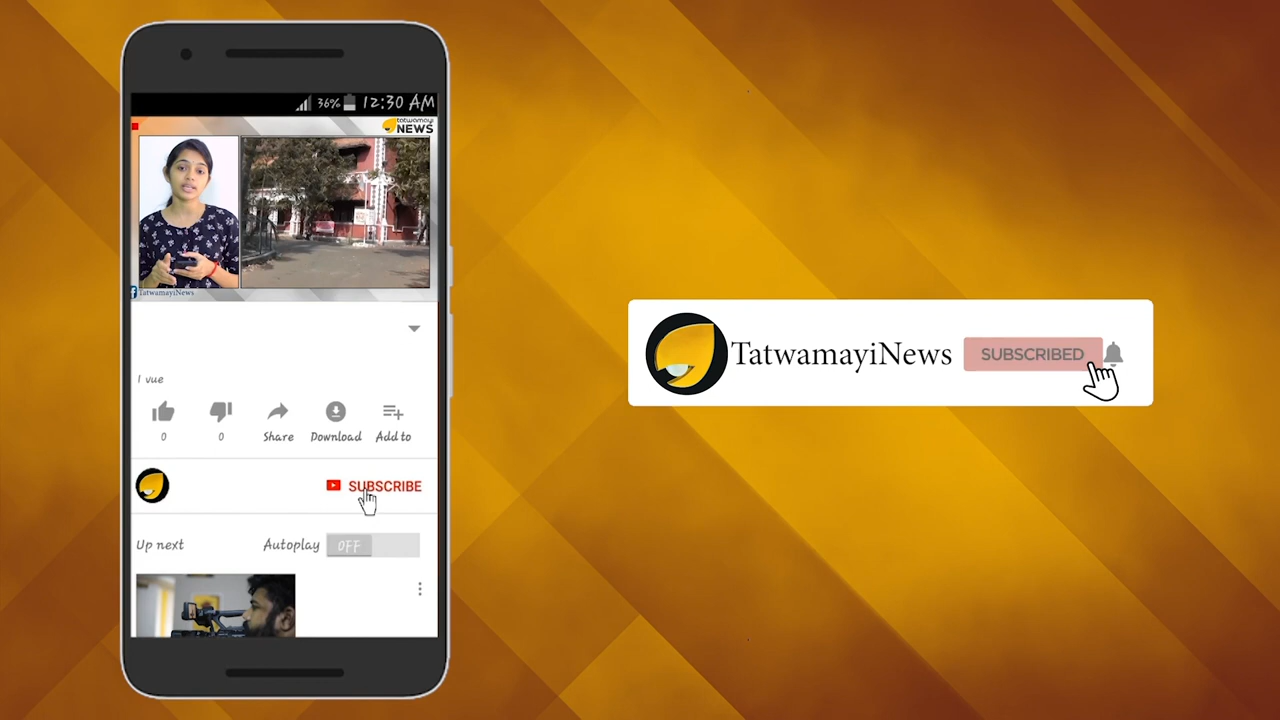 36% 12:30 AM
tatwamayi
NEWS
TatwamayiNews
1 vue
0 0 Share Download Add to
SUBSCRIBE
Up next Autoplay OFF
TatwamayiNews SUBSCRIBED